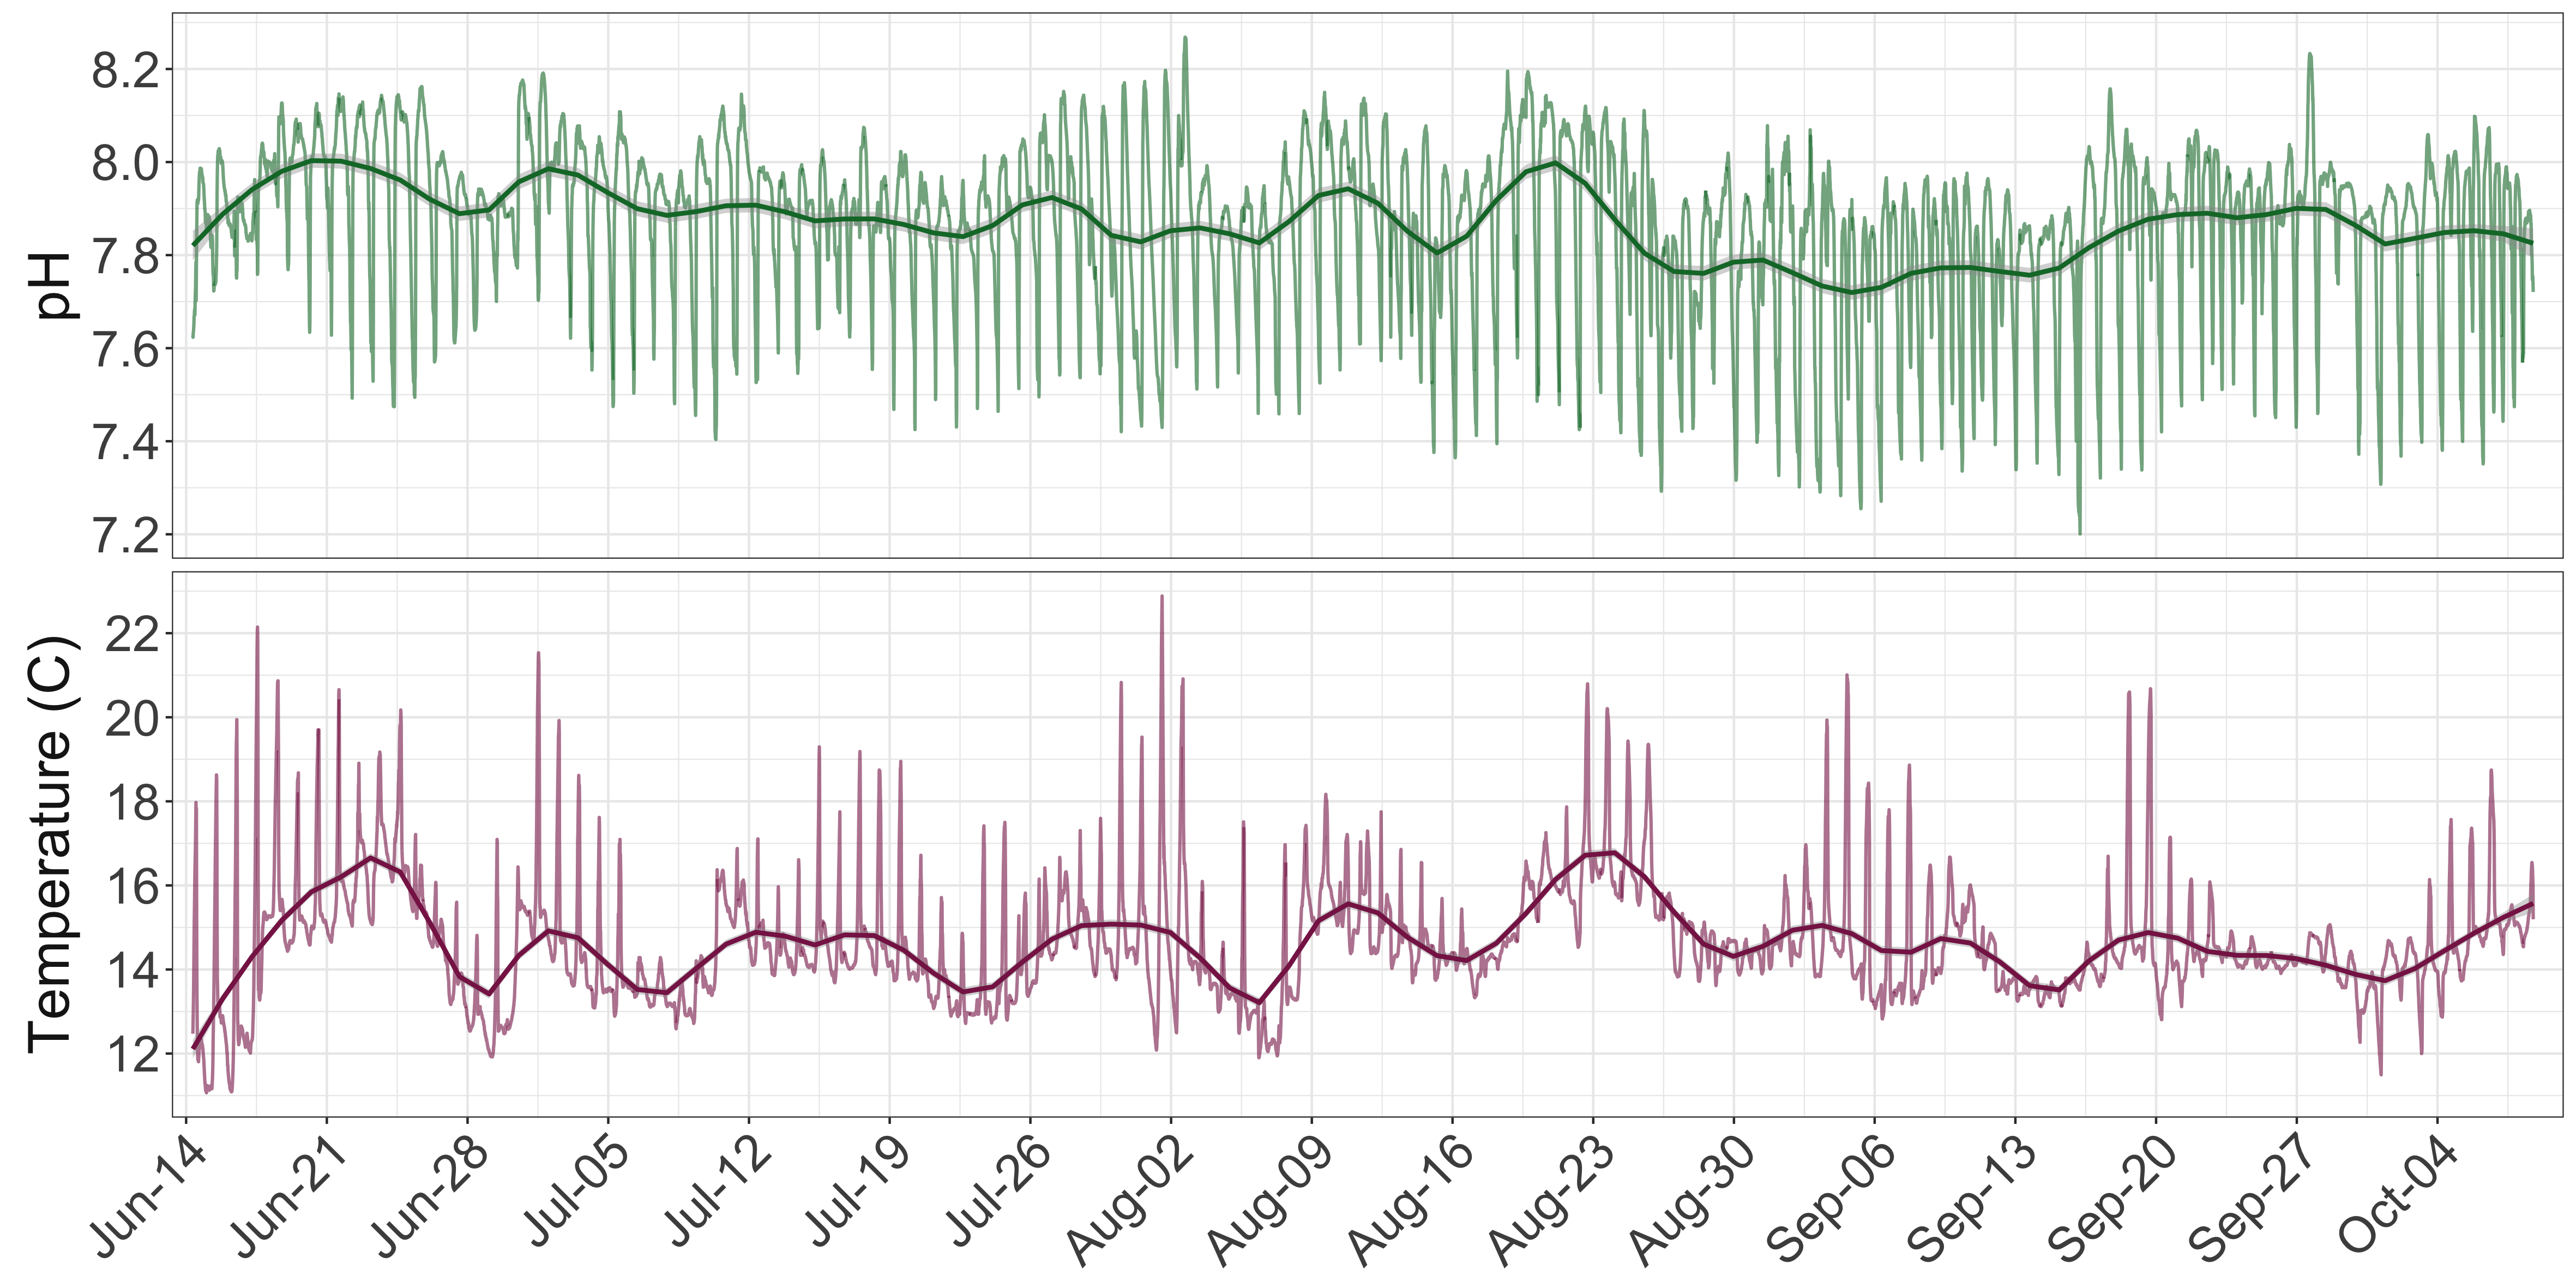 pH
8.2
8.0
7.8
7.6
7.4
7.2
Temperature (C)
22
20
18
16
14
12
Jun-14
Jun-21
Jun-28
Jul-05
Jul-12
Jul-19
Jul-26
Aug-02
Aug-09
Aug-16
Aug-23
Aug-30
Sep-06
Sep-13
Sep-20
Sep-27
Oct-04